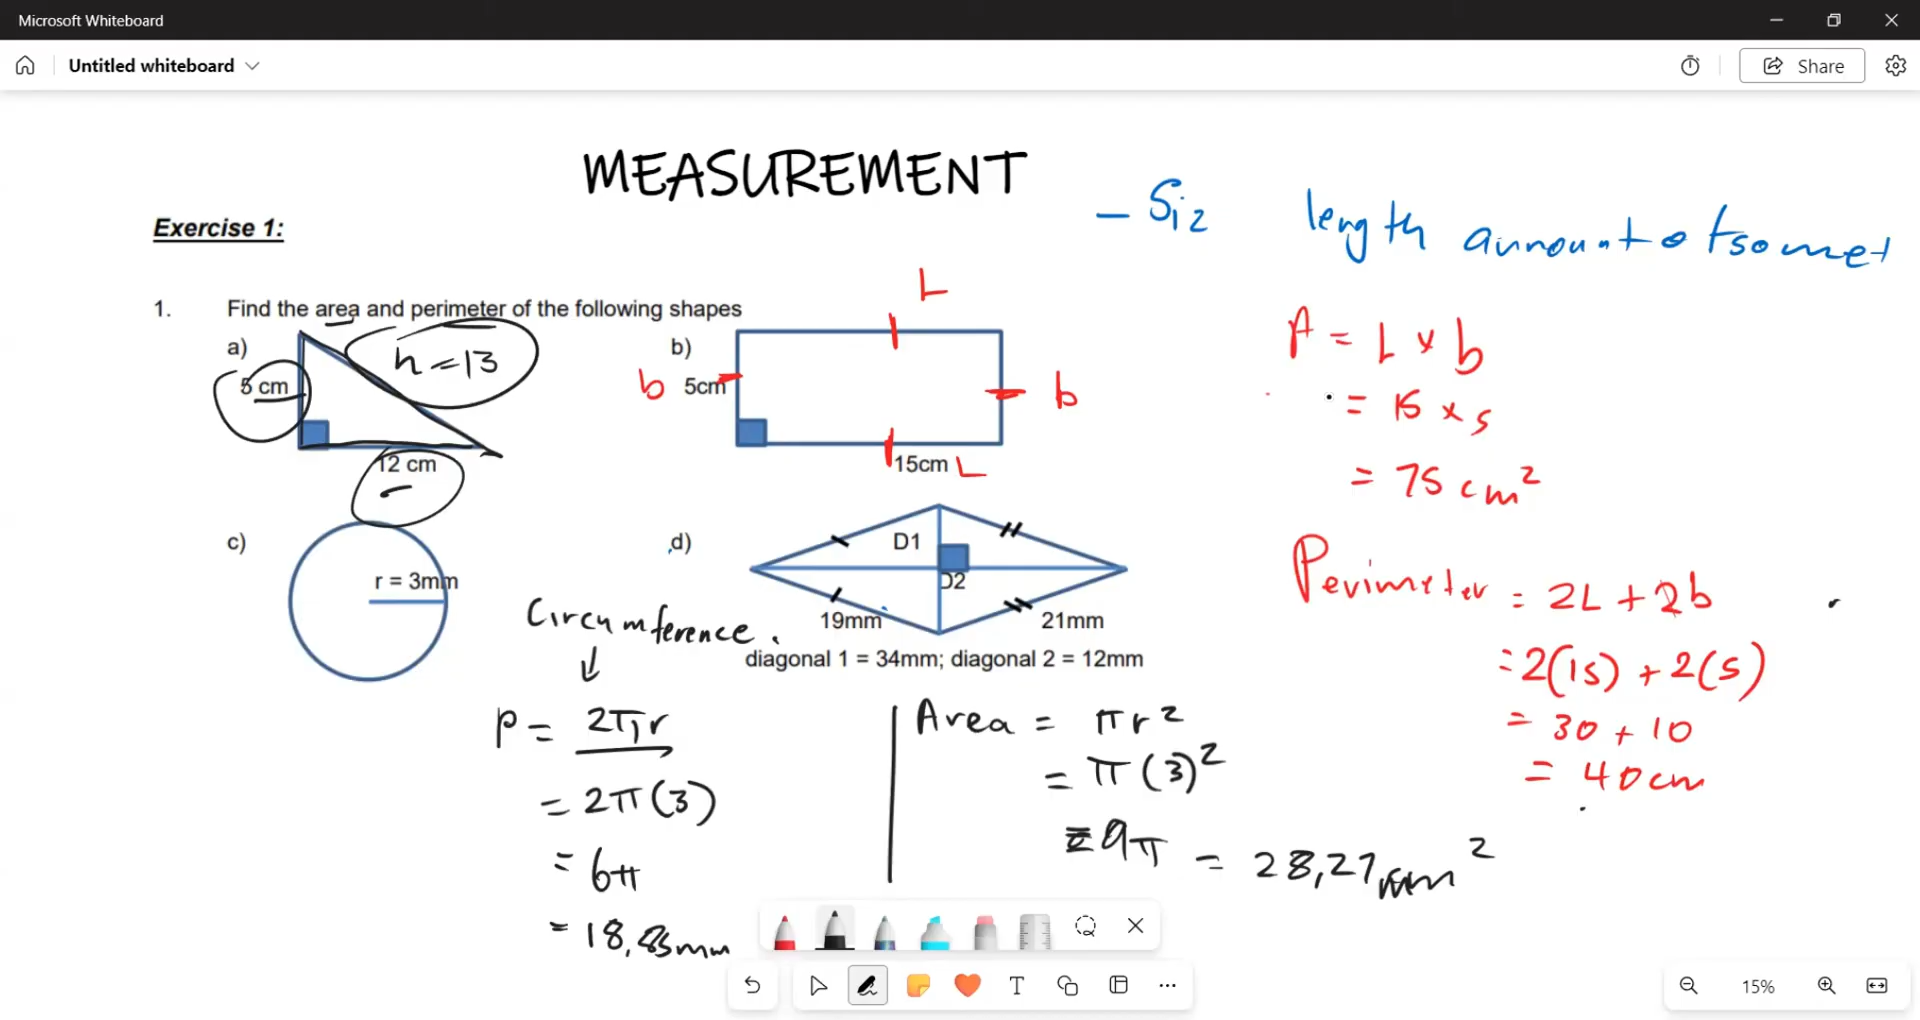 Microsoft Whiteboard
Untitled whiteboard
Share
MEASUREMENT
- Siz length amount of somet
Exercise 1:
1. Find the area and perimeter of the following shapes
a)
5 cm
h = 13
12 cm
b)
L
b
5cm
b
15cm L
A = L x b
= 15 x 5
= 75 cm²
c)
r = 3mm
d)
D1
D2
19mm
21mm
diagonal 1 = 34mm; diagonal 2 = 12mm
Perimeter = 2L + 2b
= 2(15) + 2(5)
= 30 + 10
= 40cm
Circumference.
P = 2πr
= 2π(3)
= 6π
= 18,85mm
Area = πr²
= π(3)²
= 9π = 28,27mm²
15%